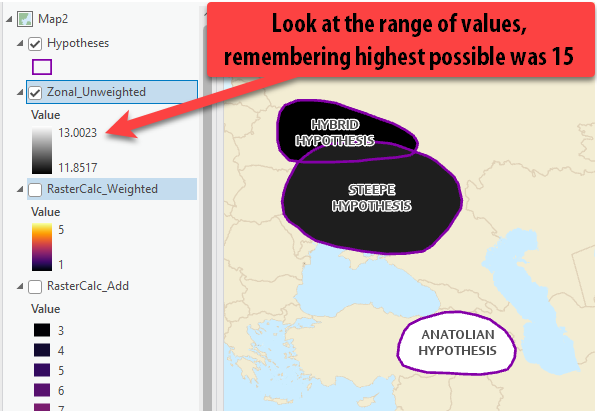 Map2
Hypotheses
Zonal_Unweighted
Value
13.0023
11.8517
RasterCalc_Weighted
Value
5
1
RasterCalc_Add
Value
3
4
5
6
7
Look at the range of values,
remembering highest possible was 15
HYBRID
HYPOTHESIS
STEEPE
HYPOTHESIS
ANATOLIAN
HYPOTHESIS